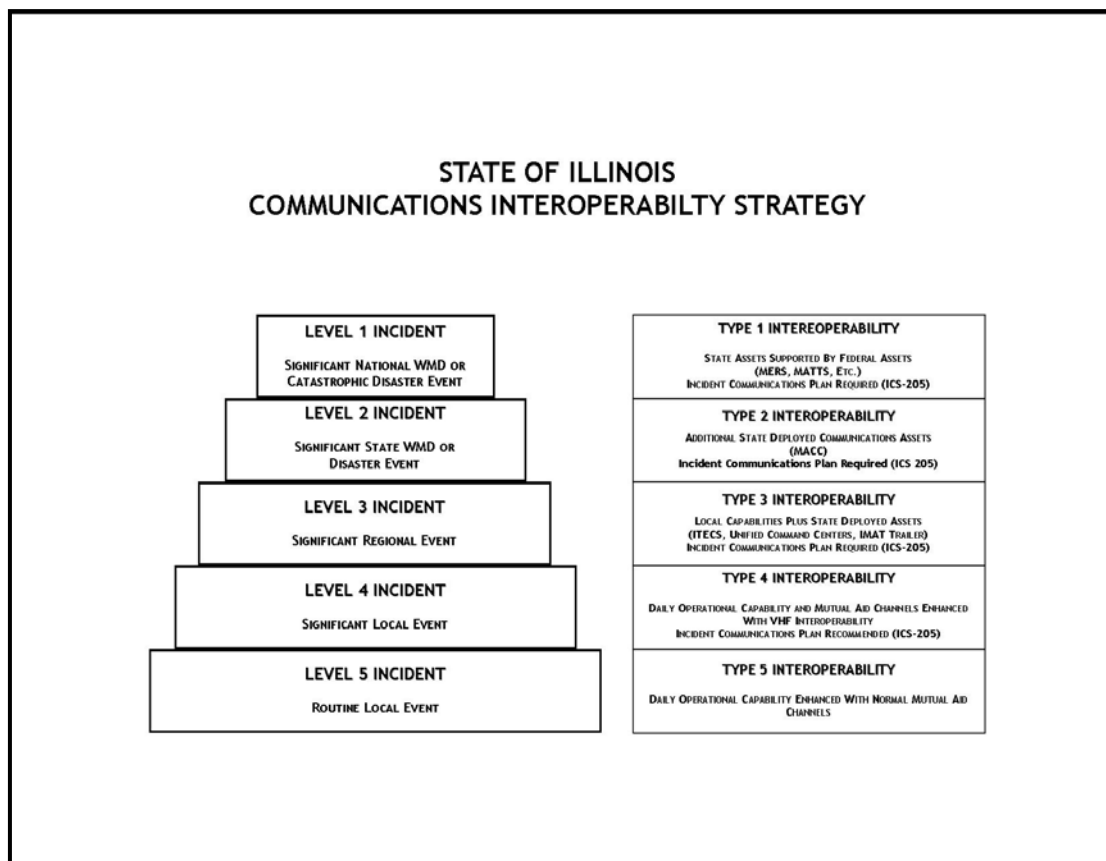 STATE OF ILLINOIS
COMMUNICATIONS INTEROPERABILTY STRATEGY
LEVEL 1 INCIDENT
SIGNIFICANT NATIONAL WMD OR
CATASTROPHIC DISASTER EVENT
LEVEL 2 INCIDENT
SIGNIFICANT STATE WMD OR
DISASTER EVENT
LEVEL 3 INCIDENT
SIGNIFICANT REGIONAL EVENT
LEVEL 4 INCIDENT
SIGNIFICANT LOCAL EVENT
LEVEL 5 INCIDENT
ROUTINE LOCAL EVENT
TYPE 1 INTEREOPERABILITY
STATE ASSETS SUPPORTED BY FEDERAL ASSETS
(MERS, MATTS, ETC.)
INCIDENT COMMUNICATIONS PLAN REQUIRED (ICS-205)
TYPE 2 INTEROPERABILITY
ADDITIONAL STATE DEPLOYED COMMUNICATIONS ASSETS
(MACC)
Incident Communications Plan Required (ICS 205)
TYPE 3 INTEROPERABILITY
LOCAL CAPABILITIES PLUS STATE DEPLOYED ASSETS
(ITECS, UNIFIED COMMAND CENTERS, IMAT TRAILER)
INCIDENT COMMUNICATIONS PLAN REQUIRED (ICS-205)
TYPE 4 INTEROPERABILITY
DAILY OPERATIONAL CAPABILITY AND MUTUAL AID CHANNELS ENHANCED
WITH VHF INTEROPERABILITY
INCIDENT COMMUNICATIONS PLAN RECOMMENDED (ICS-205)
TYPE 5 INTEROPERABILITY
DAILY OPERATIONAL CAPABILITY ENHANCED WITH NORMAL MUTUAL AID
CHANNELS